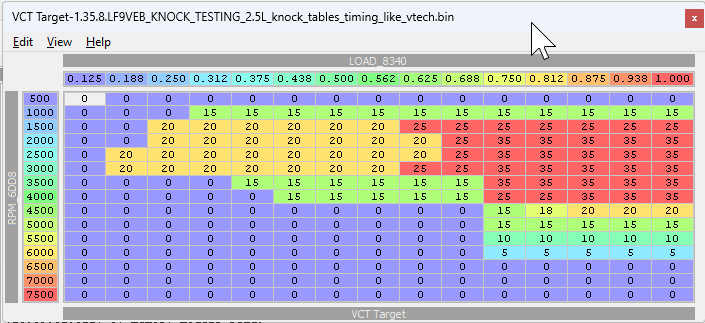 VCT Target-1.35.8.LF9VEB_KNOCK_TESTING_2.5L_knock_tables_timing_like_vtech.bin x
Edit View
LOAD_8340
0.125 0.188 0.250 0.312 0.375 0.438 0.500 0.562 0.625 0.688 0.750 0.812 0.875 0.938 1.000
RPM_6DD8
500 0 0 0 0 0 0 0 0 0 0 0 0 0 0 0
1000 0 0 0 15 15 15 15 15 15 15 15 15 15 15 15
1500 0 0 20 20 20 20 20 20 25 25 25 25 25 25 25
2000 0 0 20 20 20 20 20 20 20 25 35 35 35 35 35
2500 0 20 20 20 20 20 20 20 20 25 35 35 35 35 35
3000 0 20 20 20 20 20 20 20 25 25 35 35 35 35 35
3500 0 0 0 0 15 15 15 15 15 15 25 35 35 35 35
4000 0 0 0 0 0 15 15 15 15 15 25 25 35 35 35
4500 0 0 0 0 0 0 0 0 0 0 15 18 20 20 20
5000 0 0 0 0 0 0 0 0 0 0 15 15 15 15 15
5500 0 0 0 0 0 0 0 0 0 0 10 10 10 10 10
6000 0 0 0 0 0 0 0 0 0 0 5 5 5 5 5
6500 0 0 0 0 0 0 0 0 0 0 0 0 0 0 0
7000 0 0 0 0 0 0 0 0 0 0 0 0 0 0 0
7500 0 0 0 0 0 0 0 0 0 0 0 0 0 0 0
VCT Target